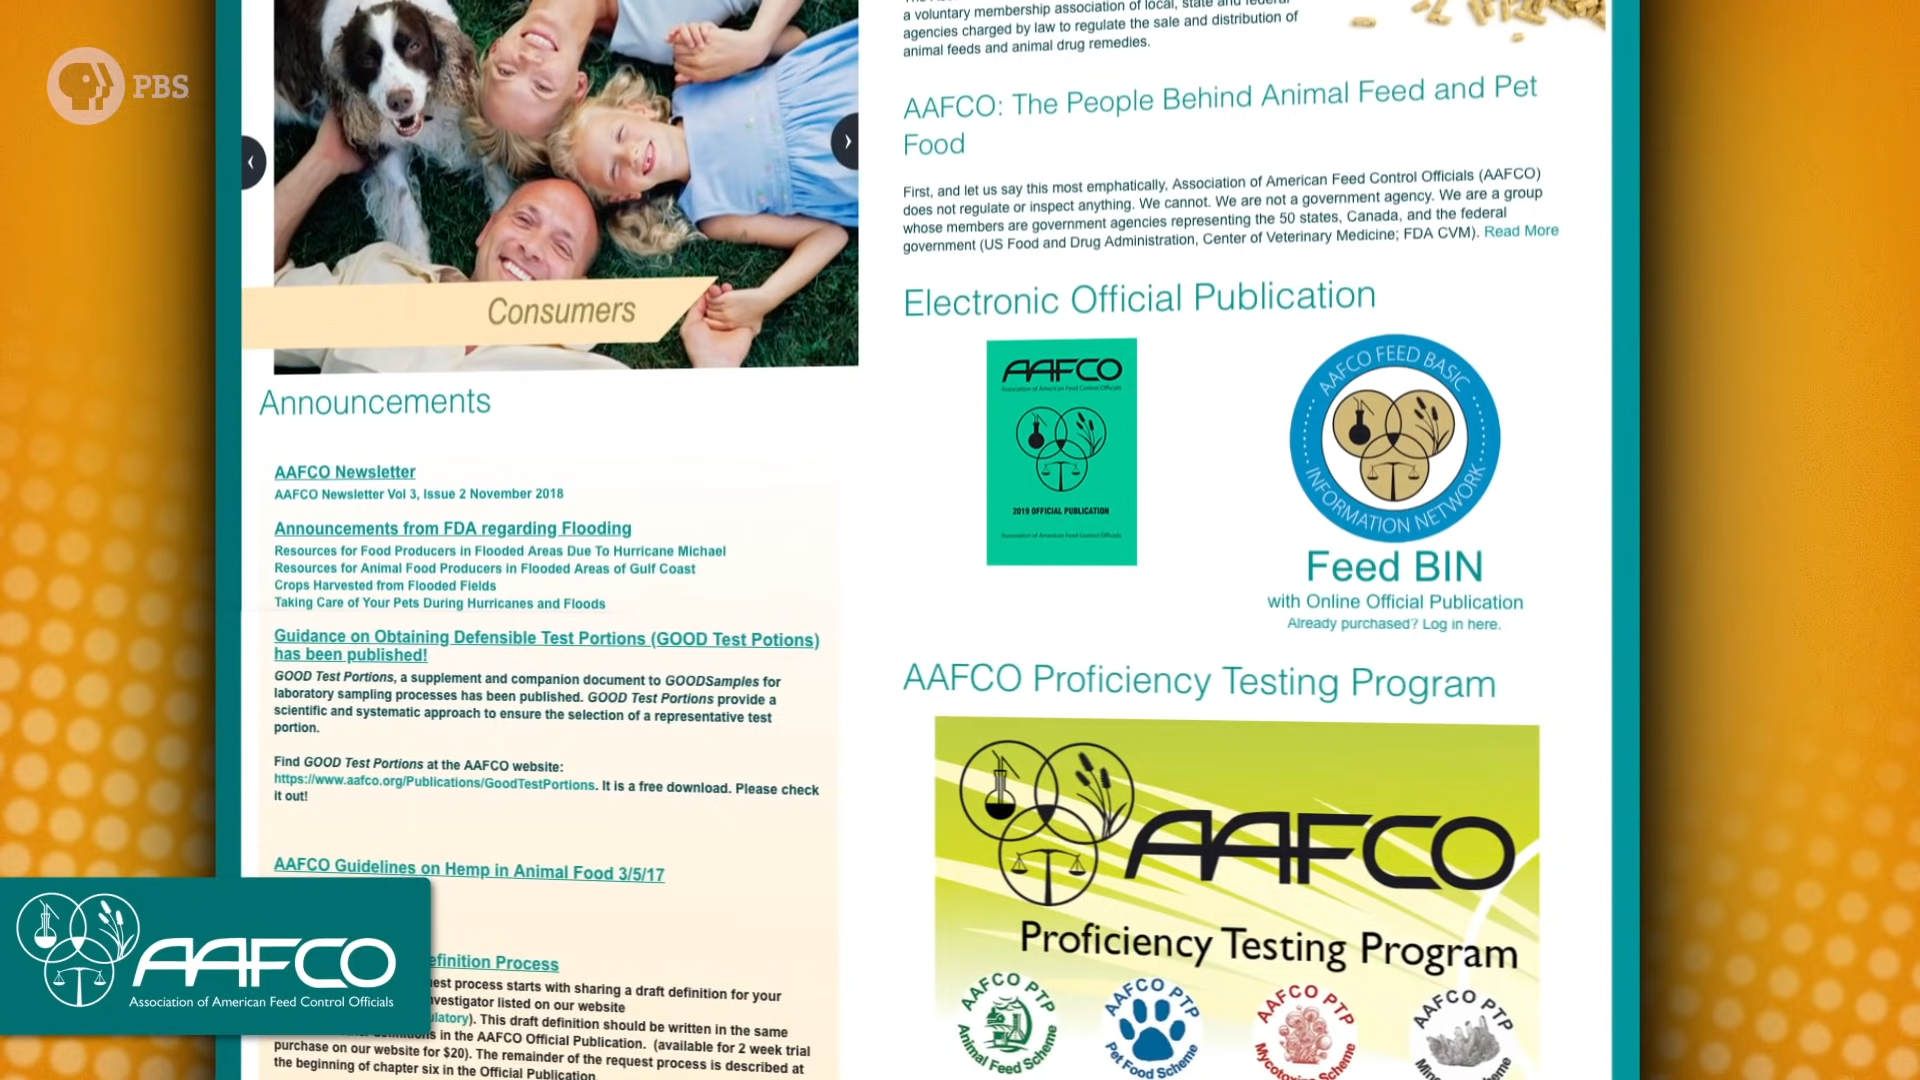 PBS
Consumers
Announcements
AAFCO Newsletter
AAFCO Newsletter Vol 3, Issue 2 November 2018
Announcements from FDA regarding Flooding
Resources for Food Producers in Flooded Areas Due To Hurricane Michael
Resources for Animal Food Producers in Flooded Areas of Gulf Coast
Crops Harvested from Flooded Fields
Taking Care of Your Pets During Hurricanes and Floods
Guidance on Obtaining Defensible Test Portions (GOOD Test Potions)
has been published!
GOOD Test Portions, a supplement and companion document to GOODSamples for
laboratory sampling processes has been published. GOOD Test Portions provide a
scientific and systematic approach to ensure the selection of a representative test
portion.
Find GOOD Test Portions at the AAFCO website:
https://www.aafco.org/Publications/GoodTestPortions. It is a free download. Please check
it out!
AAFCO Guidelines on Hemp in Animal Food 3/5/17
efinition Process
est process starts with sharing a draft definition for your
nvestigator listed on our website
ulatory). This draft definition should be written in the same
in the AAFCO Official Publication. (available for 2 week trial
purchase on our website for $20). The remainder of the request process is described at
the beginning of chapter six in the Official Publication
AAFCO
Association of American Feed Control Officials
a voluntary membership association of local, state and federal
agencies charged by law to regulate the sale and distribution of
animal feeds and animal drug remedies.
AAFCO: The People Behind Animal Feed and Pet
Food
First, and let us say this most emphatically, Association of American Feed Control Officials (AAFCO)
does not regulate or inspect anything. We cannot. We are not a government agency. We are a group
whose members are government agencies representing the 50 states, Canada, and the federal
government (US Food and Drug Administration, Center of Veterinary Medicine; FDA CVM). Read More
Electronic Official Publication
AAFCO
Association of American Feed Control Officials
2019 OFFICIAL PUBLICATION
Association of American Feed Control Officials
AAFCO FEED BASIC
INFORMATION NETWORK
Feed BIN
with Online Official Publication
Already purchased? Log in here.
AAFCO Proficiency Testing Program
AAFCO
Proficiency Testing Program
AAFCO PTP
Animal Feed Scheme
AAFCO PTP
Pet Food Scheme
AAFCO PTP
Mycotoxins Scheme
AAFCO PTP